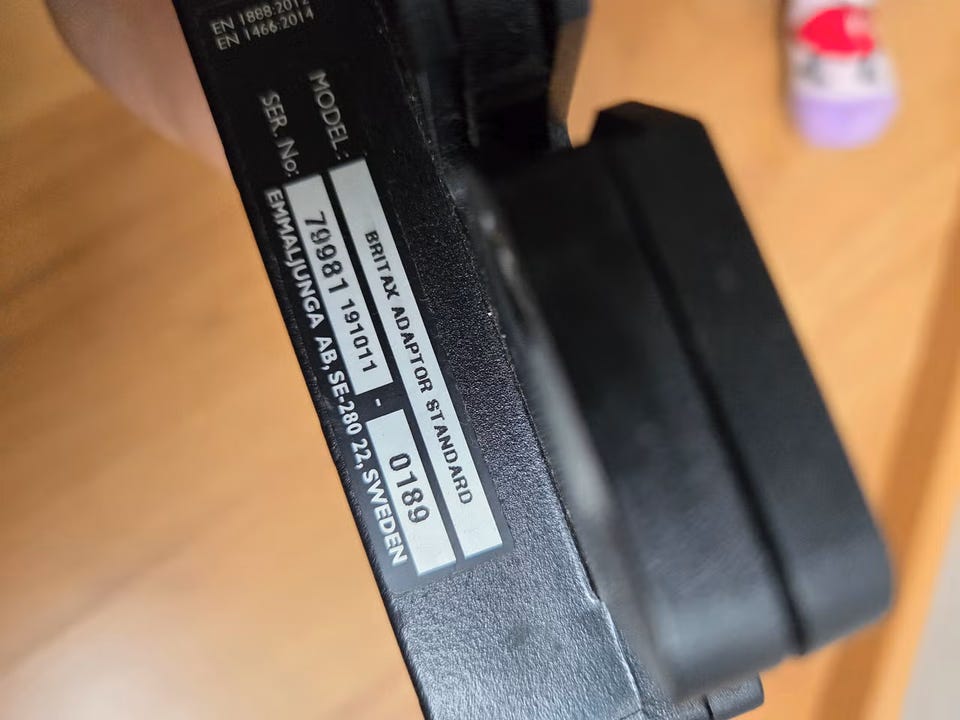 EN 1888:2012
EN 1466:2014
MODEL: BRITAX ADAPTOR STANDARD
SER. No: 79981 191011 - 0189
EMMALJUNGA AB, SE-280 22, SWEDEN